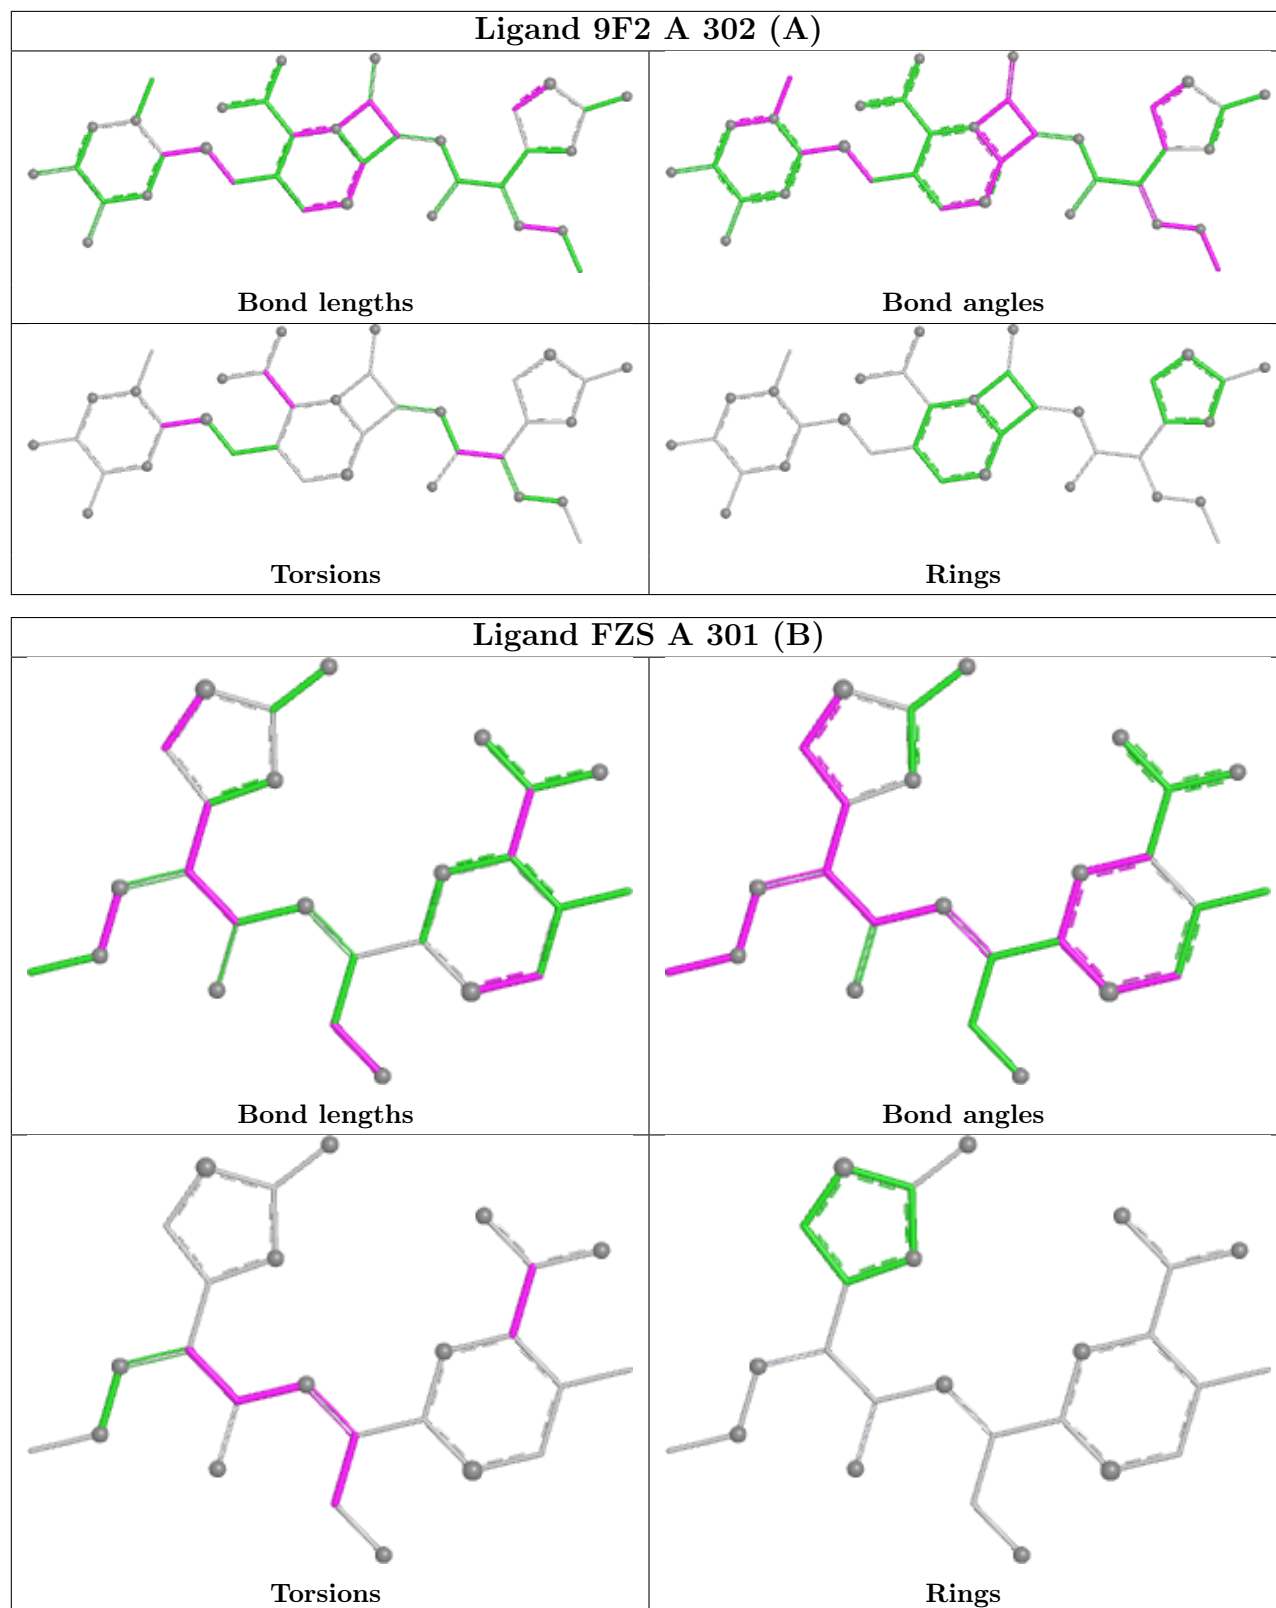 Ligand 9F2 A 302 (A)
Bond lengths
Bond angles
Torsions
Rings
Ligand FZS A 301 (B)
Bond lengths
Bond angles
Torsions
Rings